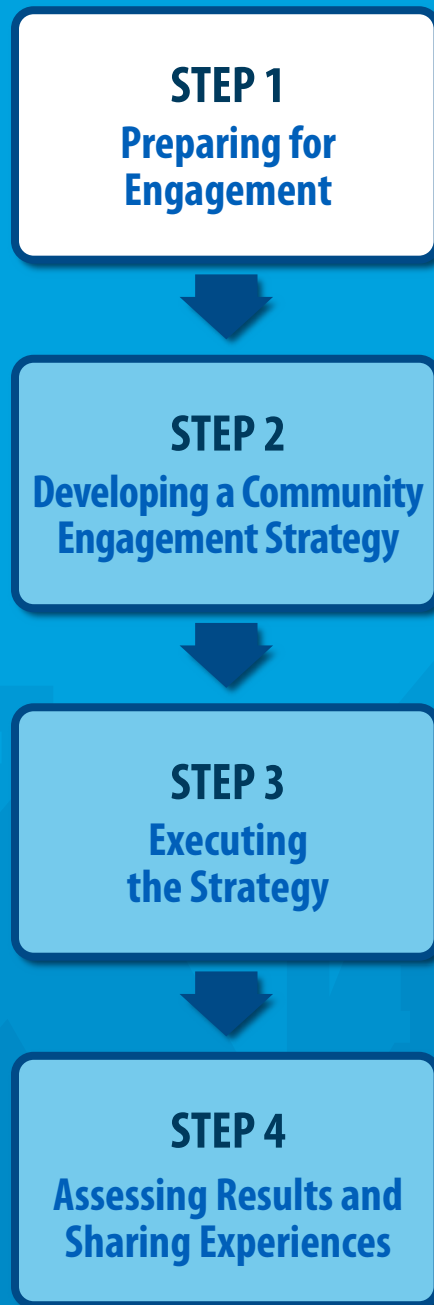 STEP 1
Preparing for
Engagement
STEP 2
Developing a Community
Engagement Strategy
STEP 3
Executing
the Strategy
STEP 4
Assessing Results and
Sharing Experiences